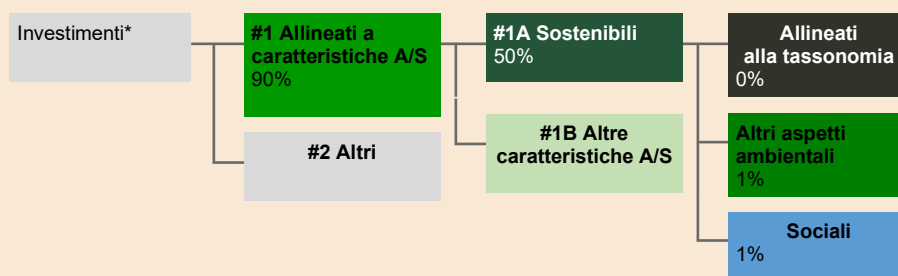 Investimenti*
#1 Allineati a
caratteristiche A/S
90%
#2 Altri
#1A Sostenibili
50%
#1B Altre
caratteristiche A/S
Allineati
alla tassonomia
0%
Altri aspetti
ambientali
1%
Sociali
1%